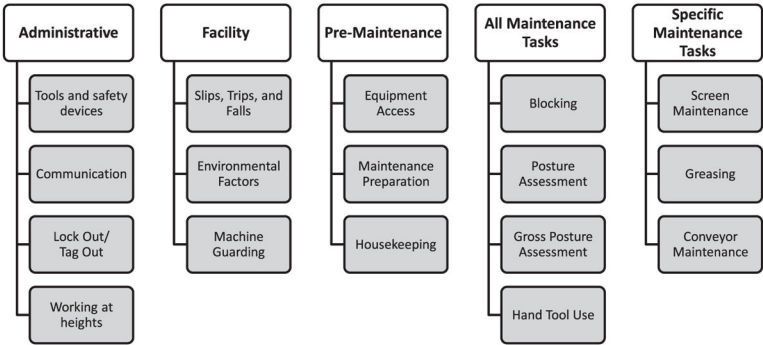 Administrative
Tools and safety
devices
Communication
Lock Out/
Tag Out
Working at
heights
Facility
Slips, Trips, and
Falls
Environmental
Factors
Machine
Guarding
Pre-Maintenance
Equipment
Access
Maintenance
Preparation
Housekeeping
All Maintenance
Tasks
Blocking
Posture
Assessment
Gross Posture
Assessment
Hand Tool Use
Specific
Maintenance
Tasks
Screen
Maintenance
Greasing
Conveyor
Maintenance